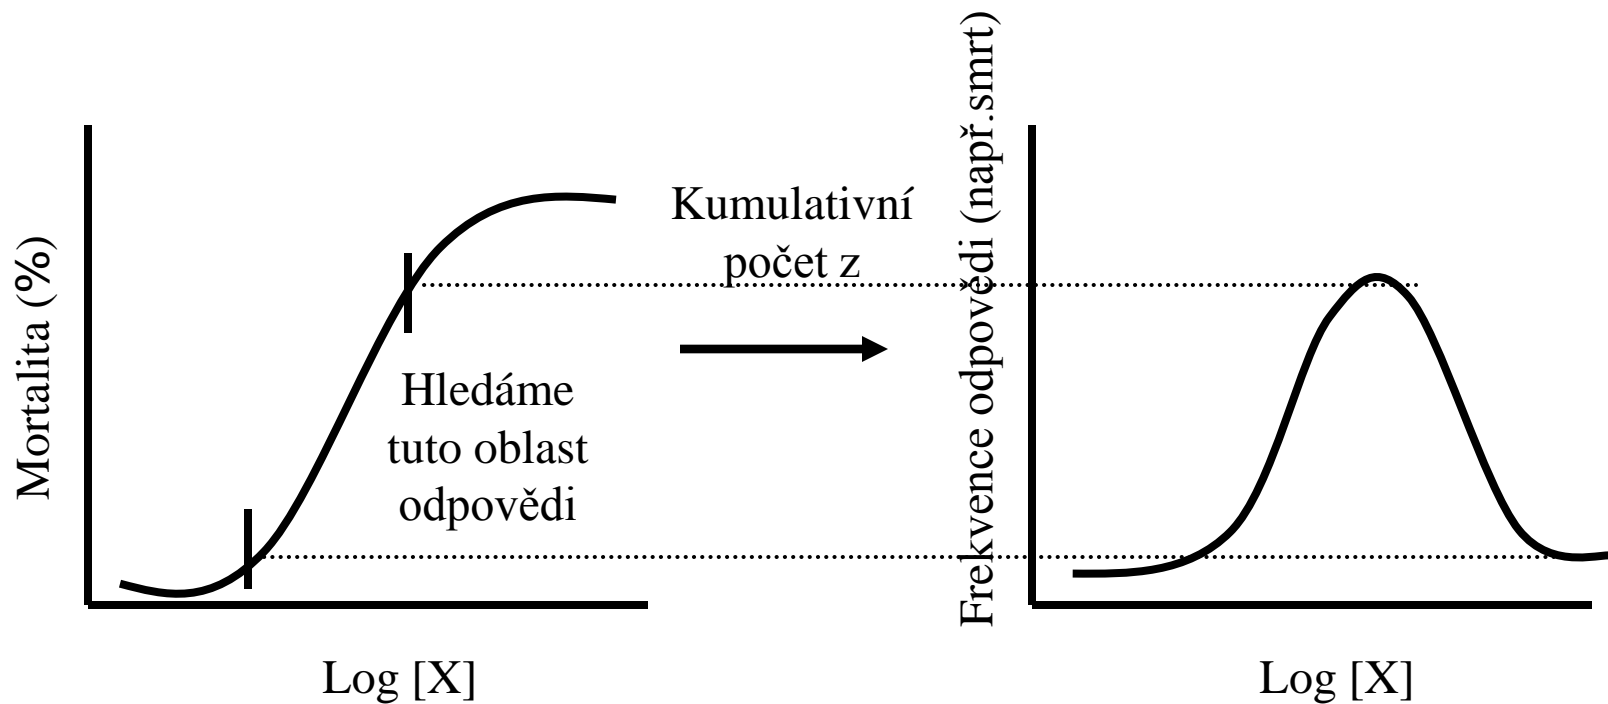 Mortalita (%)
Hledáme
tuto oblast
odpovědi
Log [X]
Kumulativní
počet z
Frekvence odpovědi (např.smrt)
Log [X]